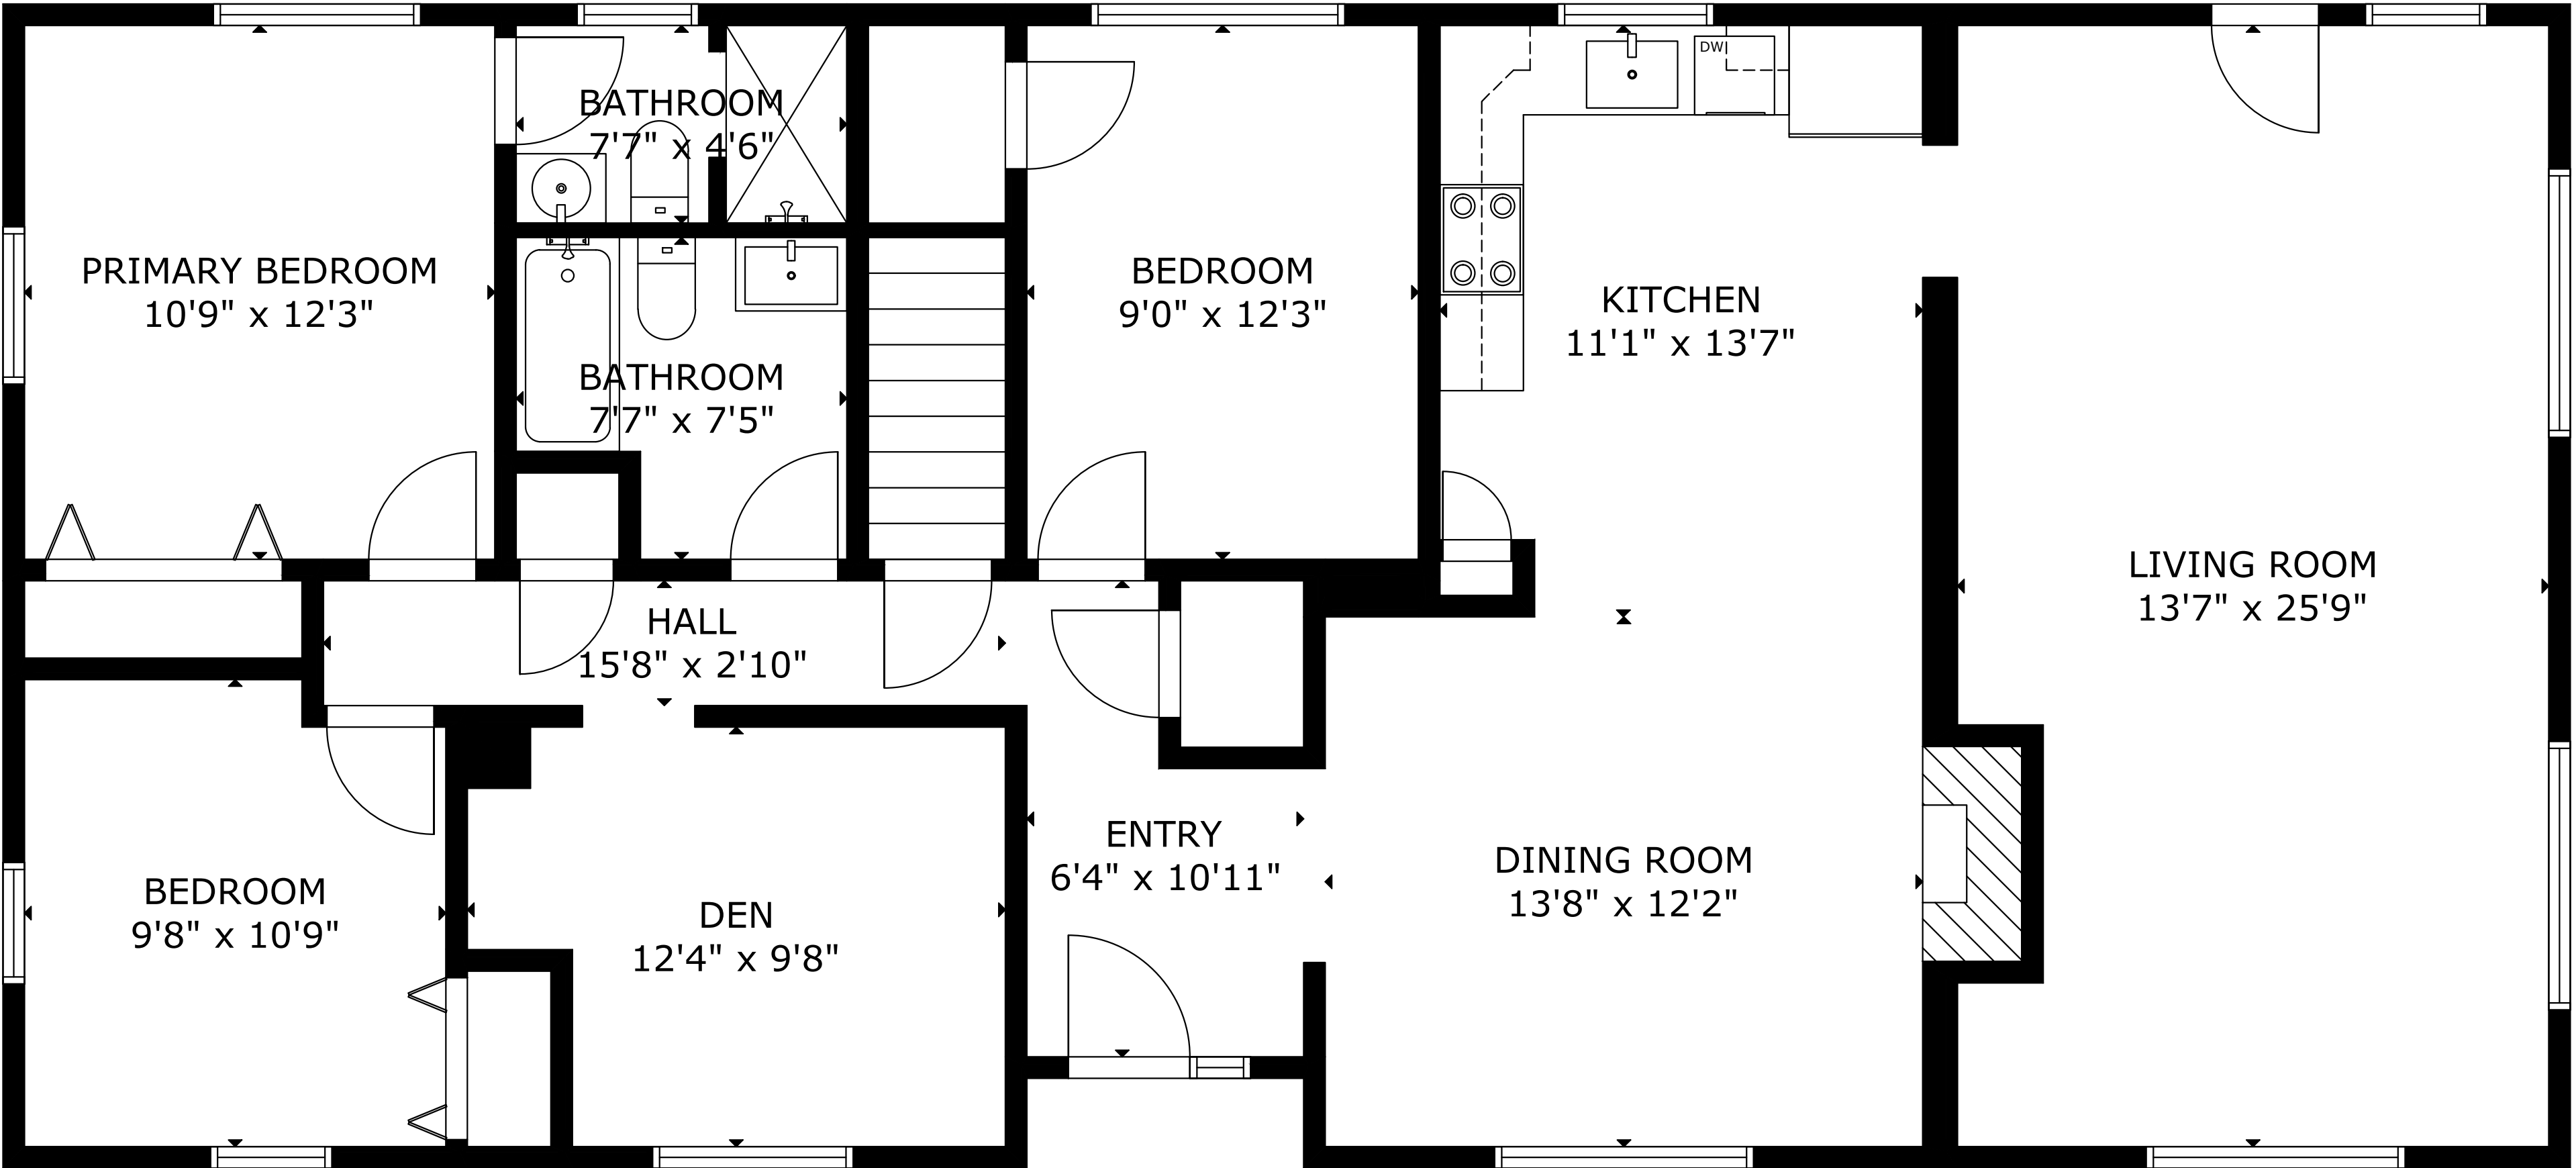 DW
BATHROOM
7'7" x 4'6"
PRIMARY BEDROOM
10'9" x 12'3"
BEDROOM
9'0" x 12'3"
KITCHEN
11'1" x 13'7"
BATHROOM
7'7" x 7'5"
LIVING ROOM
13'7" x 25'9"
HALL
15'8" x 2'10"
ENTRY
6'4" x 10'11"
DINING ROOM
13'8" x 12'2"
BEDROOM
9'8" x 10'9"
DEN
12'4" x 9'8"